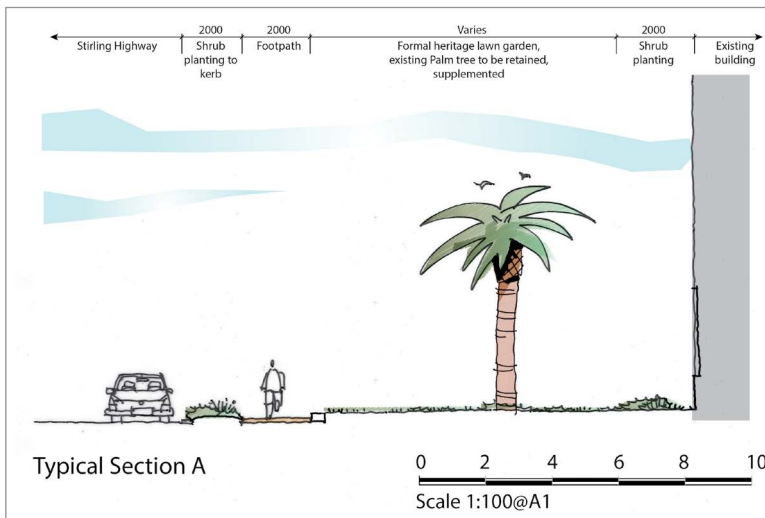 2000 2000 Varies 2000
Stirling Highway Shrub Footpath Formal heritage lawn garden, Shrub Existing
planting to existing Palm tree to be retained, planting building
kerb supplemented
Typical Section A
0 2 4 6 8 10
Scale 1:100@A1